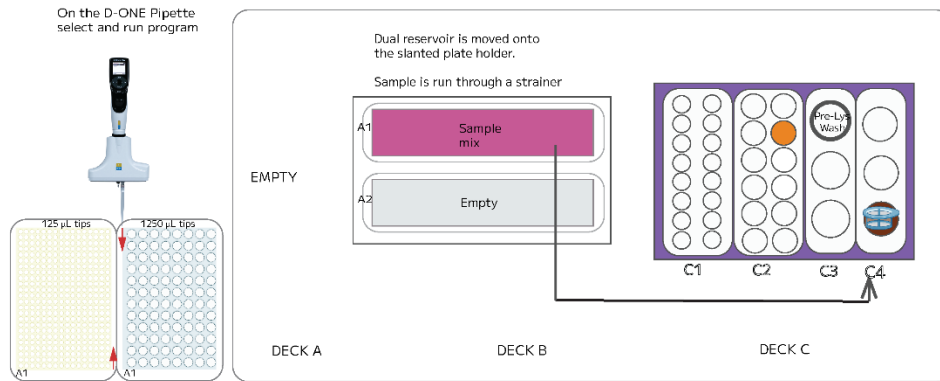 On the D-ONE Pipette
select and run program
125 µL tips
1250 µL tips
A1
A1
Dual reservoir is moved onto
the slanted plate holder.
Sample is run through a strainer
EMPTY
A1
Sample
mix
A2
Empty
Pre-Lys
Wash
C1
C2
C3
C4
DECK A
DECK B
DECK C